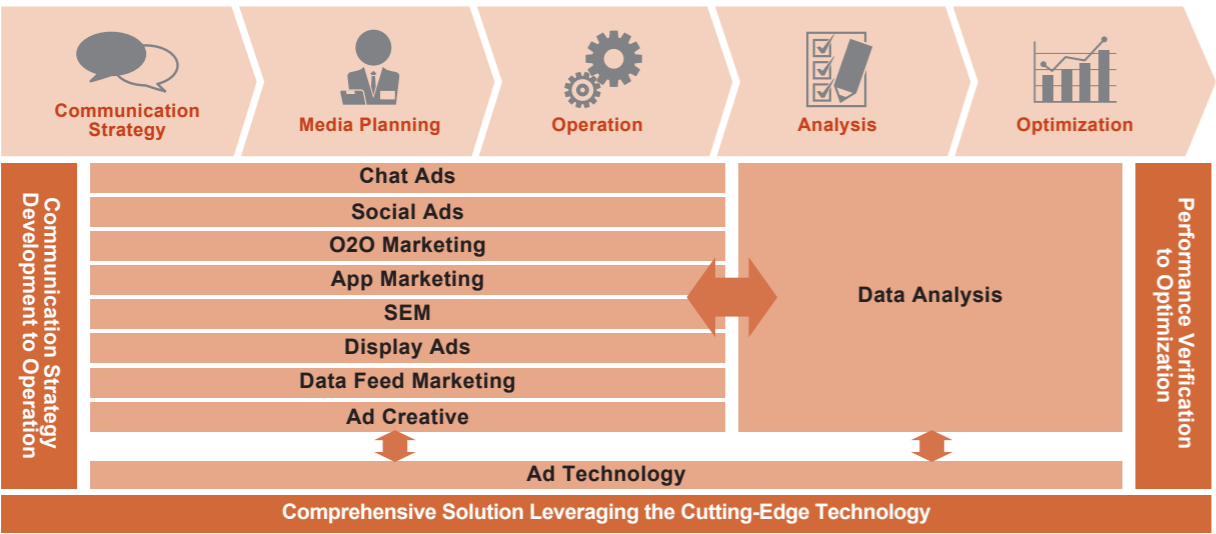 Communication
Strategy
Media Planning
Operation
Analysis
Optimization
Communication Strategy
Development to Operation
Chat Ads
Social Ads
O2O Marketing
App Marketing
SEM
Display Ads
Data Feed Marketing
Ad Creative
Data Analysis
Performance Verification
to Optimization
Ad Technology
Comprehensive Solution Leveraging the Cutting-Edge Technology